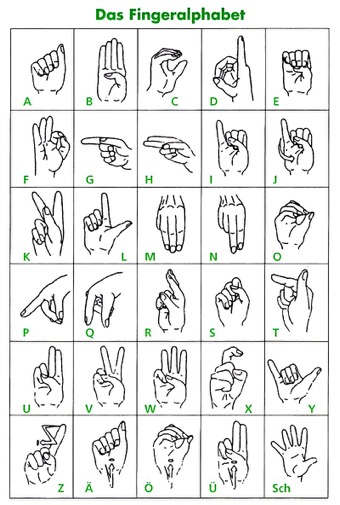 Das Fingeralphabet
A B C D E
F G H I J
K L M N O
P Q R S T
U V W X Y
Z Ä Ö Ü Sch